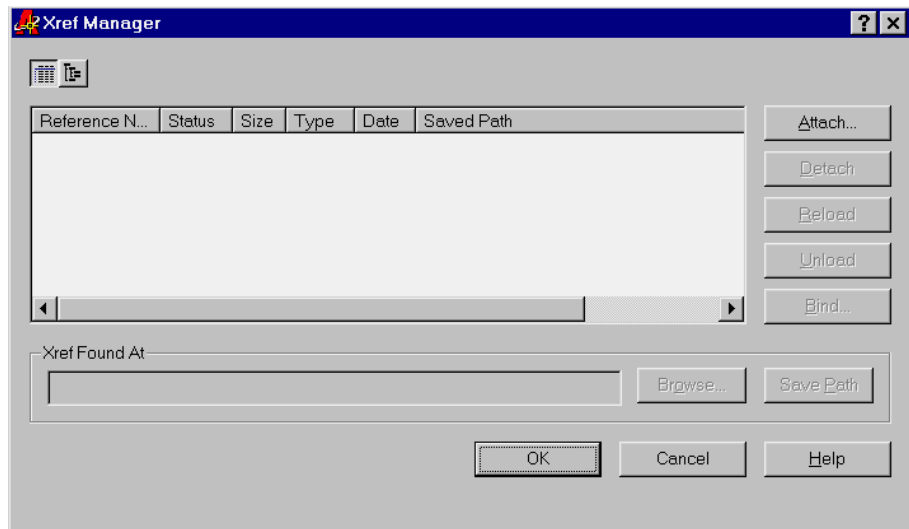 Xref Manager
Reference N... Status Size Type Date Saved Path
Attach...
Detach
Reload
Unload
Bind...
Xref Found At
Browse... Save Path
OK Cancel Help